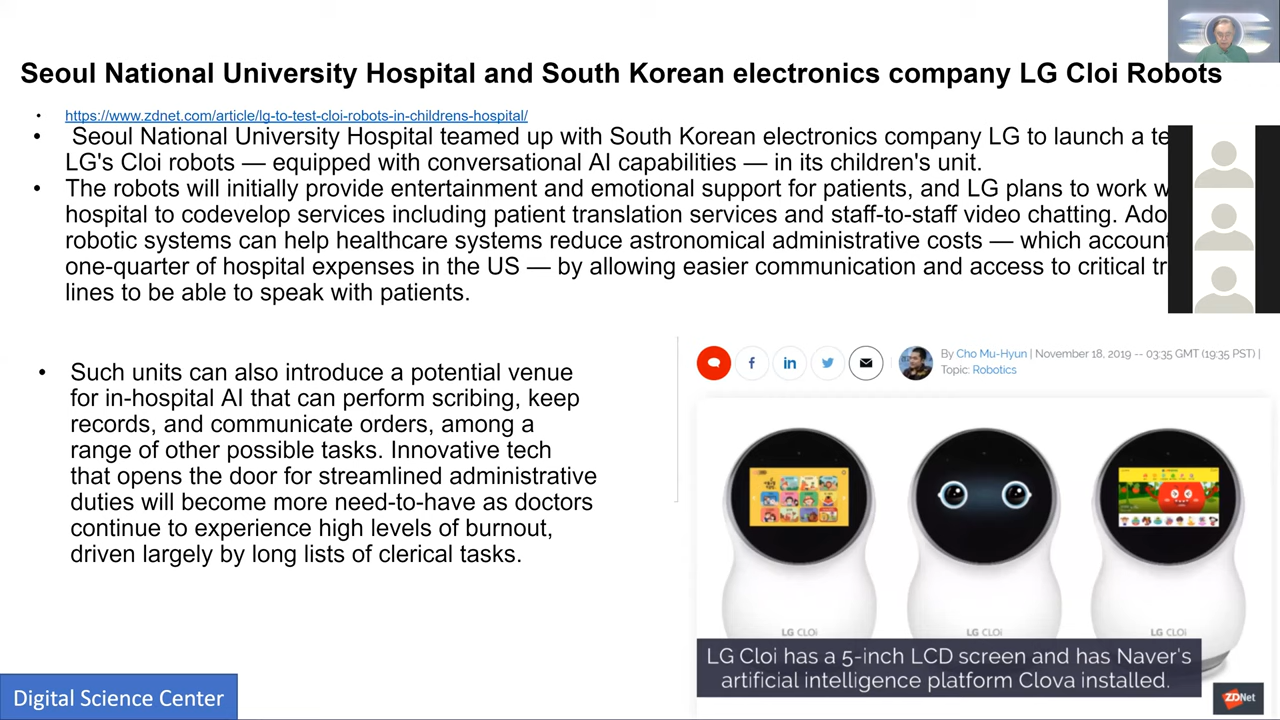 Seoul National University Hospital and South Korean electronics company LG Cloi Robots
• https://www.zdnet.com/article/lg-to-test-cloi-robots-in-childrens-hospital/
• Seoul National University Hospital teamed up with South Korean electronics company LG to launch a te
LG's Cloi robots — equipped with conversational AI capabilities — in its children's unit.
• The robots will initially provide entertainment and emotional support for patients, and LG plans to work w
hospital to codevelop services including patient translation services and staff-to-staff video chatting. Ado
robotic systems can help healthcare systems reduce astronomical administrative costs — which account
one-quarter of hospital expenses in the US — by allowing easier communication and access to critical tr
lines to be able to speak with patients.
• Such units can also introduce a potential venue
for in-hospital AI that can perform scribing, keep
records, and communicate orders, among a
range of other possible tasks. Innovative tech
that opens the door for streamlined administrative
duties will become more need-to-have as doctors
continue to experience high levels of burnout,
driven largely by long lists of clerical tasks.
By Cho Mu-Hyun | November 18, 2019 -- 03:35 GMT (19:35 PST) |
Topic: Robotics
LG CLOi
LG CLOi
LG CLOi
LG Cloi has a 5-inch LCD screen and has Naver's
artificial intelligence platform Clova installed.
ZDNet
Digital Science Center